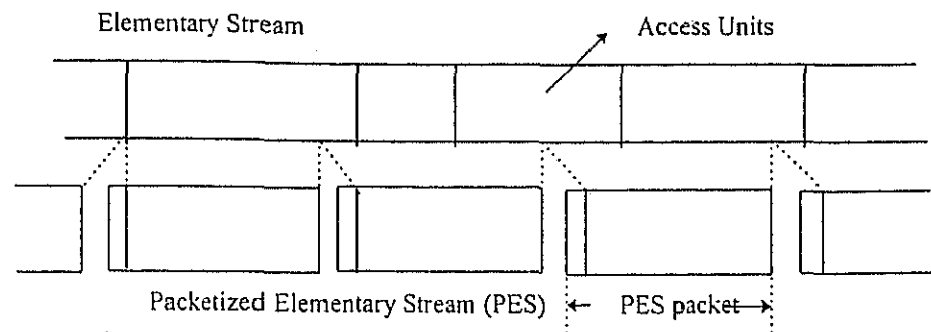 Elementary Stream
Access Units
Packetized Elementary Stream (PES)
PES packet